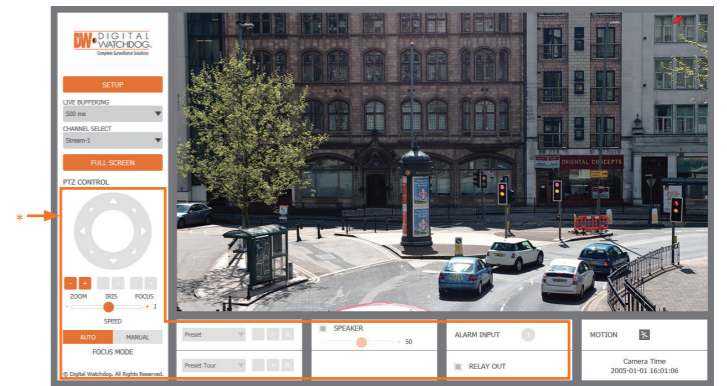 DW® DIGITAL
WATCHDOG®
Complete Surveillance Solutions
SETUP
LIVE BUFFERING
500 ms
CHANNEL SELECT
Stream-1
FULL SCREEN
PTZ CONTROL
*
- +
ZOOM IRIS FOCUS
- + 1
SPEED
AUTO MANUAL
FOCUS MODE
© Digital Watchdog. All Rights Reserved.
ORIENTAL CONCEPTS
Preset
Preset Tour
SPEAKER
- + 50
ALARM INPUT 1
RELAY OUT
MOTION
Camera Time
2005-01-01 16:01:06